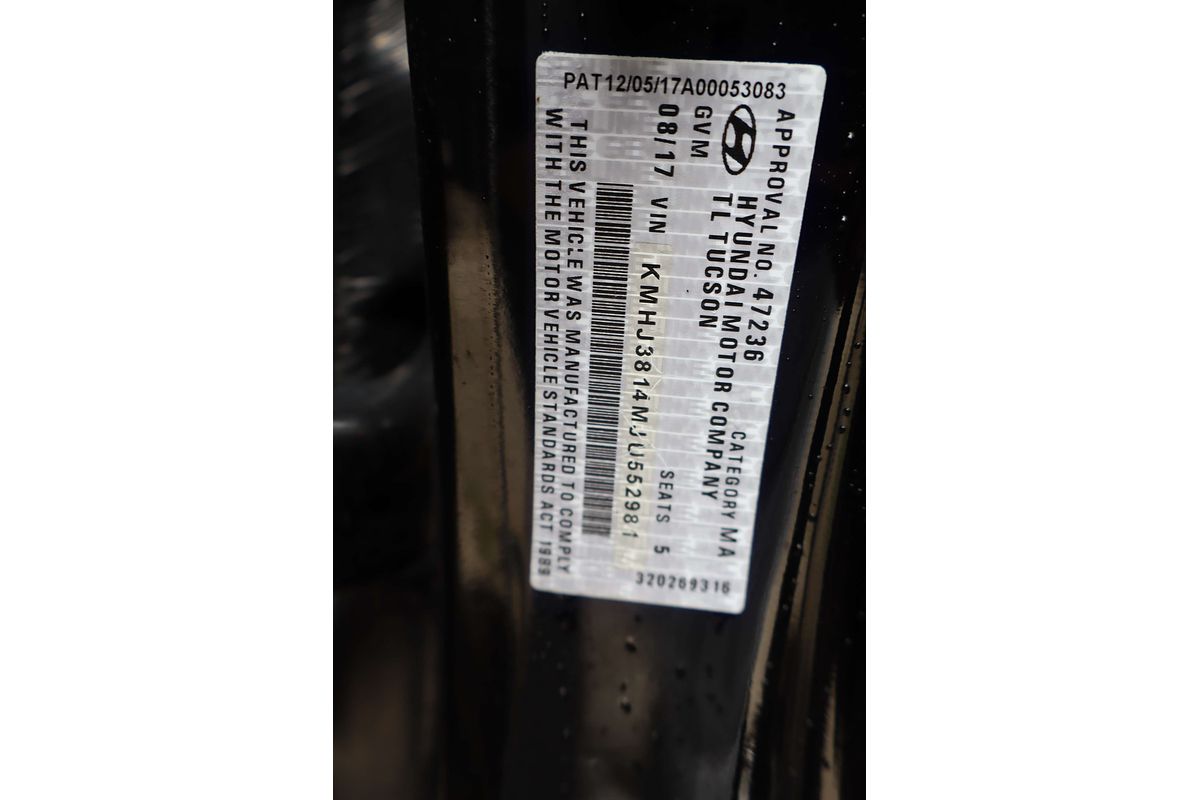 PAT12/05/17A00053083
APPROVAL NO. 47236 CATEGORY MA
HYUNDAI MOTOR COMPANY
TL TUCSON
GVM
08/17 VIN KMHJ3814MJU552981
SEATS 5
THIS VEHICLE WAS MANUFACTURED TO COMPLY
WITH THE MOTOR VEHICLE STANDARDS ACT 1989
320269316